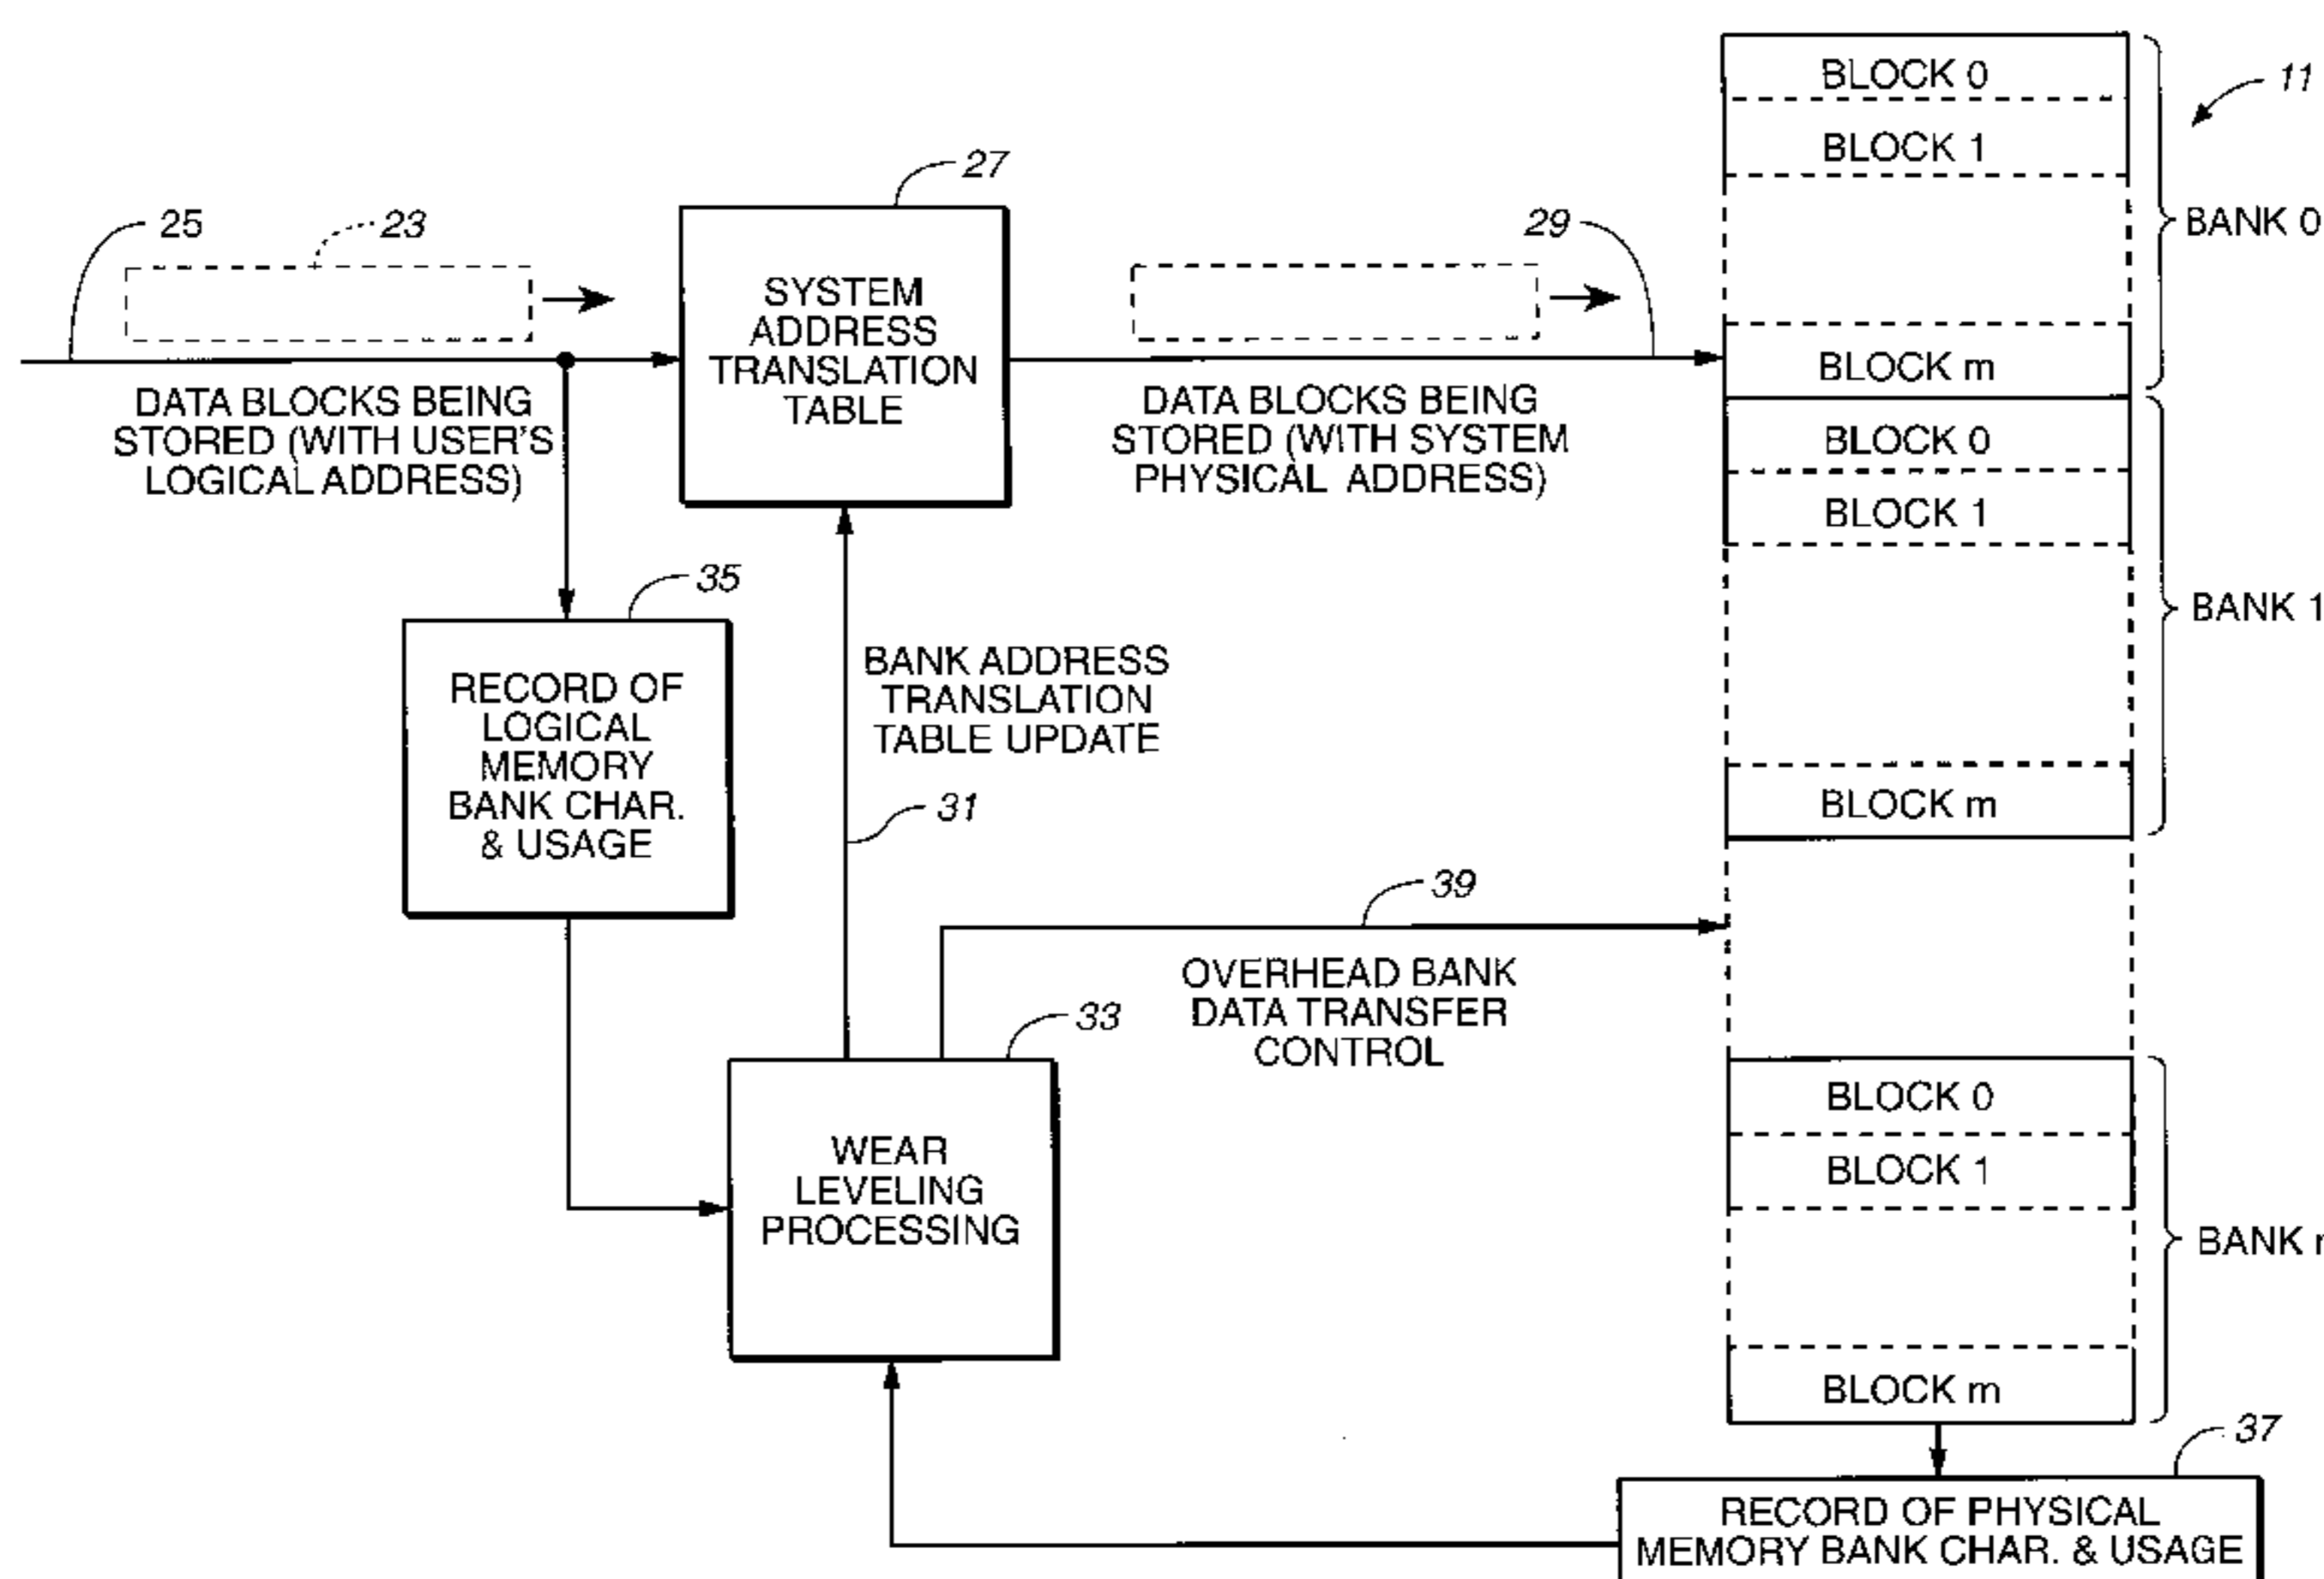 BLOCK 0
11
BLOCK 1
27
25
23
29
BANK 0
SYSTEM
ADDRESS
TRANSLATION
TABLE
BLOCK m
DATA BLOCKS BEING
STORED (WITH USER'S
LOGICAL ADDRESS)
DATA BLOCKS BEING
STORED (WITH SYSTEM
PHYSICAL ADDRESS)
BLOCK 0
BLOCK 1
35
BANK 1
RECORD OF
LOGICAL
MEMORY
BANK CHAR.
& USAGE
BANK ADDRESS
TRANSLATION
TABLE UPDATE
31
BLOCK m
39
OVERHEAD BANK
DATA TRANSFER
CONTROL
33
WEAR
LEVELING
PROCESSING
BLOCK 0
BLOCK 1
BANK
BLOCK m
37
RECORD OF PHYSICAL
MEMORY BANK CHAR. & USAGE